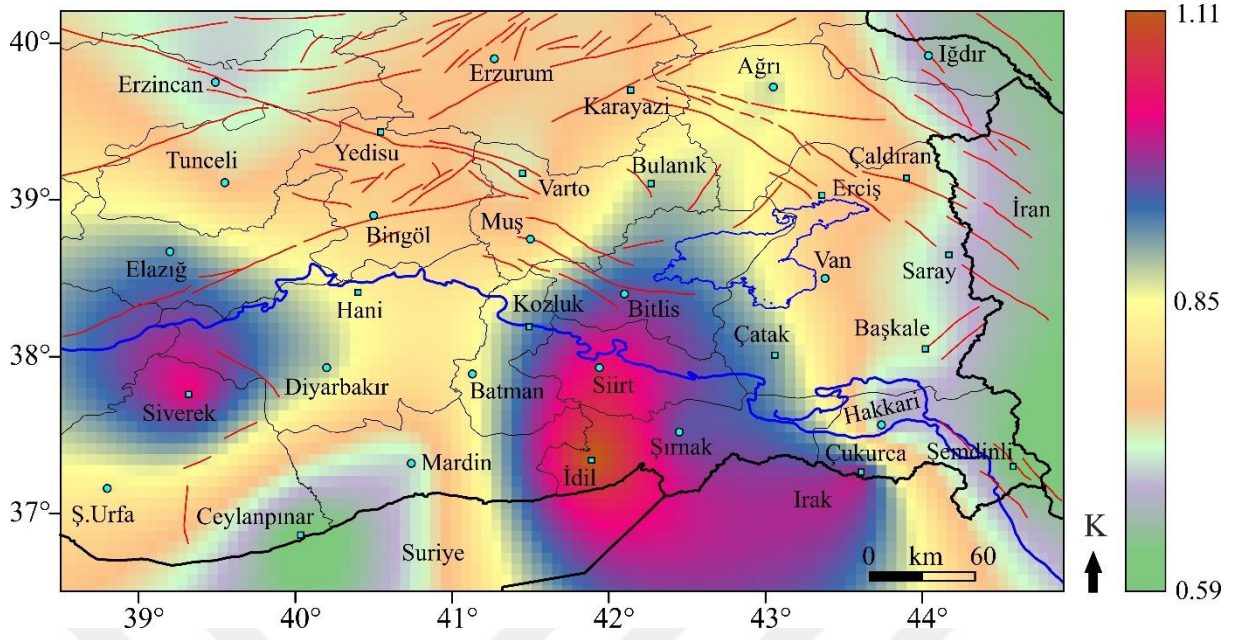 1.11
40°
Iğdır
Ağrı
Erzurum
Erzincan
Karayazi
Yedisu
Çaldıran
Tunceli
Bulanık
Varto
39°
Erciş
İran
Muş
Bingöl
Van
Elazığ
Saray
0.85
Hani
Kozluk
Bitlis
Çatak
Başkale
38°
Diyarbakır
Batman
Siirt
Siverek
Hakkari
Şırnak
Şemdinli
Mardin
İdil
Çukurca
37°
Ş.Urfa
Ceylanpınar
Irak
Suriye
K
0 km 60
0.59
39° 40° 41° 42° 43° 44°